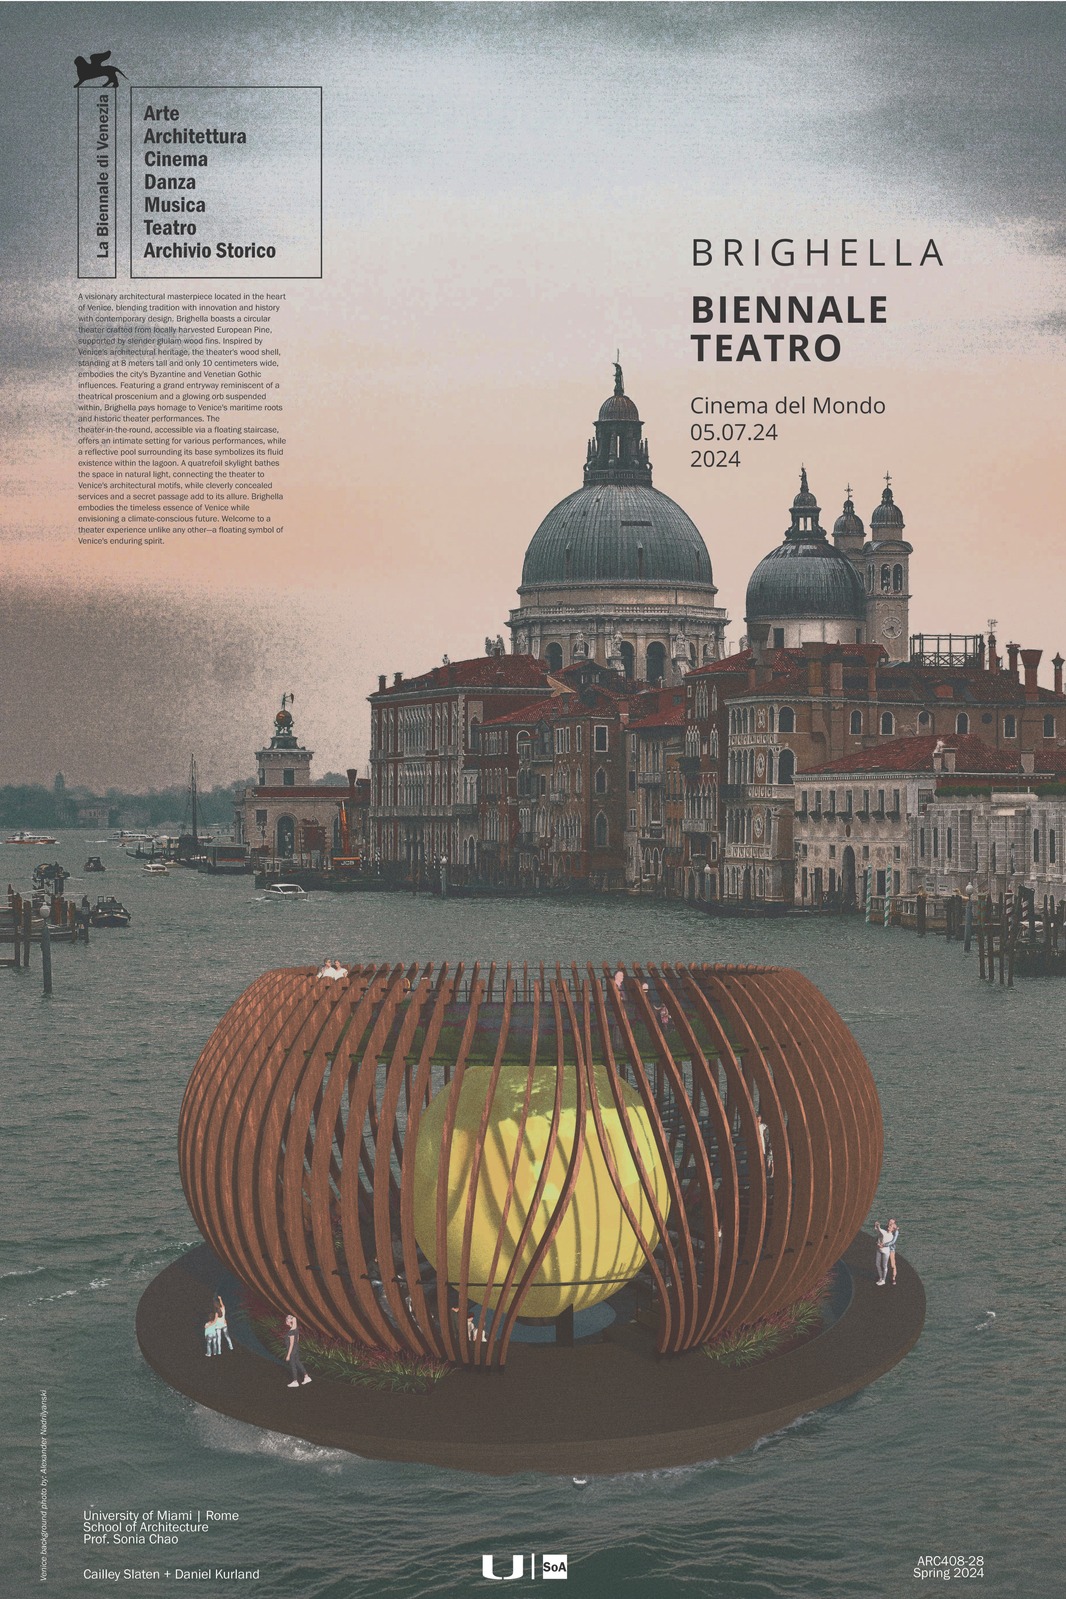 La Biennale di Venezia
Arte
Architettura
Cinema
Danza
Musica
Teatro
Archivio Storico
A visionary architectural masterpiece located in the heart
of Venice, blending tradition with innovation and history
with contemporary design, Brighella boasts a circular
theater crafted from locally harvested European Pine,
supported by slender glulam wood fins. Inspired by
Venice's architectural heritage, the theater's wood shell,
standing at 8 meters tall and only 10 centimeters wide,
embodies the city's Byzantine and Venetian Gothic
influences. Featuring a grand entryway reminiscent of a
theatrical proscenium and a glowing orb suspended
within, Brighella pays homage to Venice's maritime roots
and historic theater performances. The
theater-in-the-round, accessible via a floating staircase,
offers an intimate setting for various performances, while
a reflective pool surrounding its base symbolizes its fluid
existence within the lagoon. A quatrefoil skylight bathes
the space in natural light, connecting the theater to
Venice's architectural motifs, while cleverly concealed
services and a secret passage add to its allure. Brighella
embodies the timeless essence of Venice while
envisioning a climate-conscious future. Welcome to a
theater experience unlike any other—a floating symbol of
Venice's enduring spirit.
BRIGHELLA
BIENNALE
TEATRO
Cinema del Mondo
05.07.24
2024
JCB
Venice background photo by: Alexander Nadrilyanski
University of Miami | Rome
School of Architecture
Prof. Sonia Chao
Cailley Slaten + Daniel Kurland
U | SoA
ARC408-28
Spring 2024